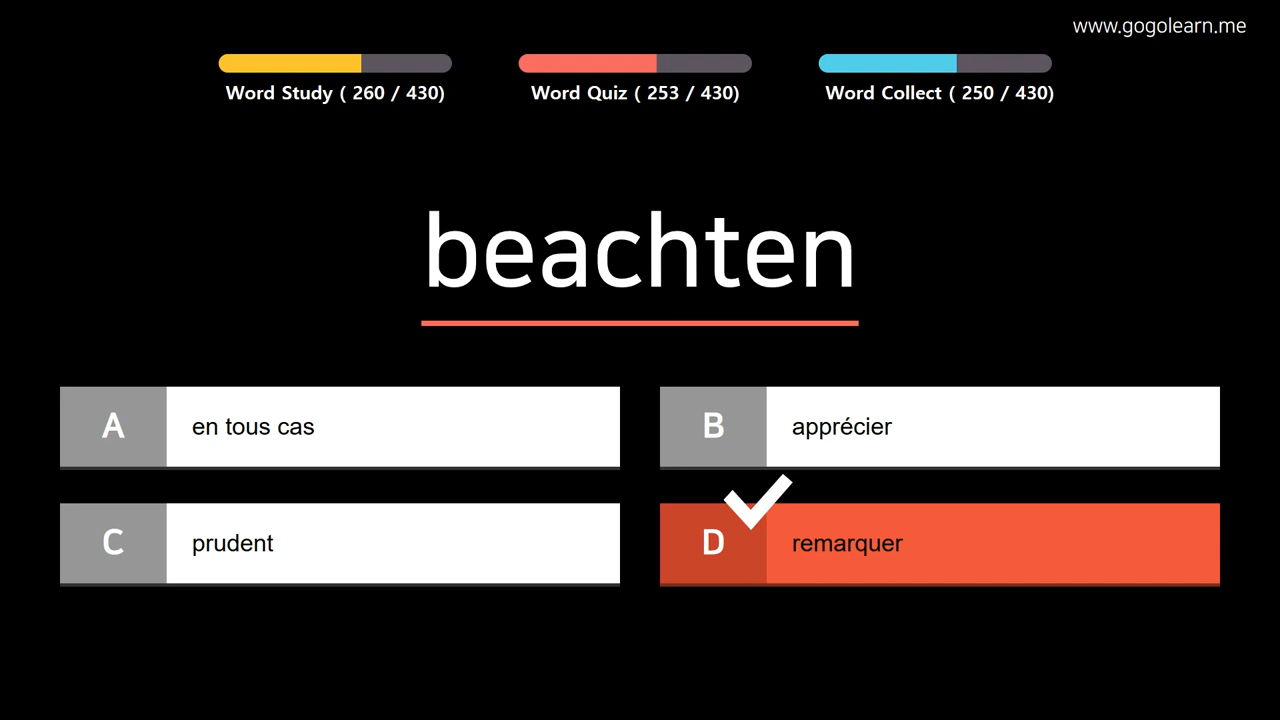 www.gogolearn.me
Word Study ( 260 / 430)
Word Quiz ( 253 / 430)
Word Collect ( 250 / 430)
beachten
A en tous cas
B apprécier
C prudent
D remarquer